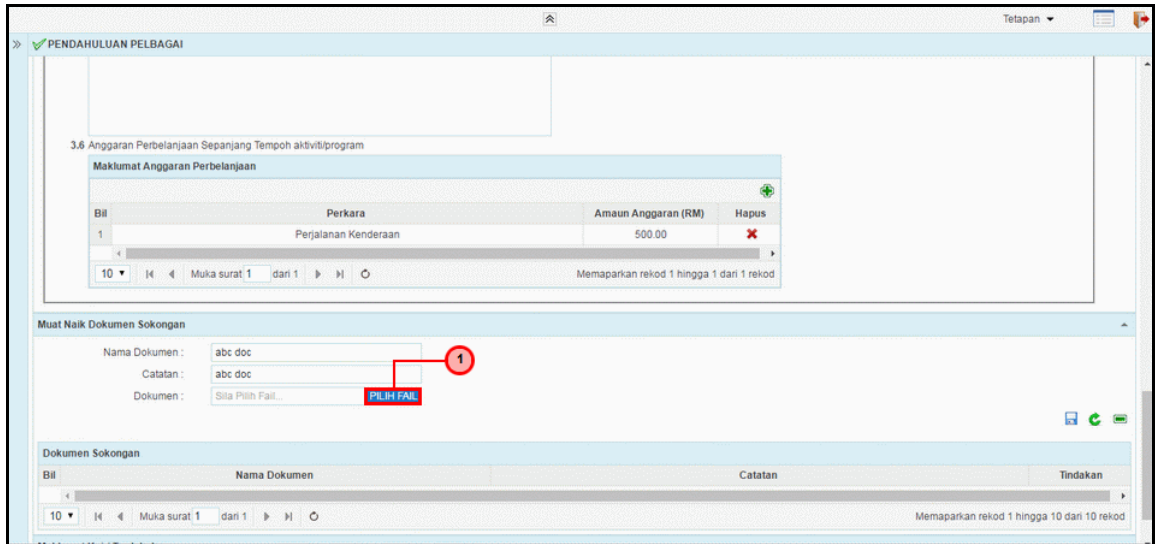 Tetapan
PENDAHULUAN PELBAGAI
3.6 Anggaran Perbelanjaan Sepanjang Tempoh aktiviti/program
Maklumat Anggaran Perbelanjaan
Bil Perkara Amaun Anggaran (RM) Hapus
1 Perjalanan Kenderaan 500.00
10 Muka surat 1 dari 1 Memaparkan rekod 1 hingga 1 dari 1 rekod
Muat Naik Dokumen Sokongan
Nama Dokumen : abc doc
1
Catatan : abc doc
Dokumen : Sila Pilih Fail... PILIH FAIL
Dokumen Sokongan
Bil Nama Dokumen Catatan Tindakan
10 Muka surat 1 dari 1 Memaparkan rekod 1 hingga 10 dari 10 rekod